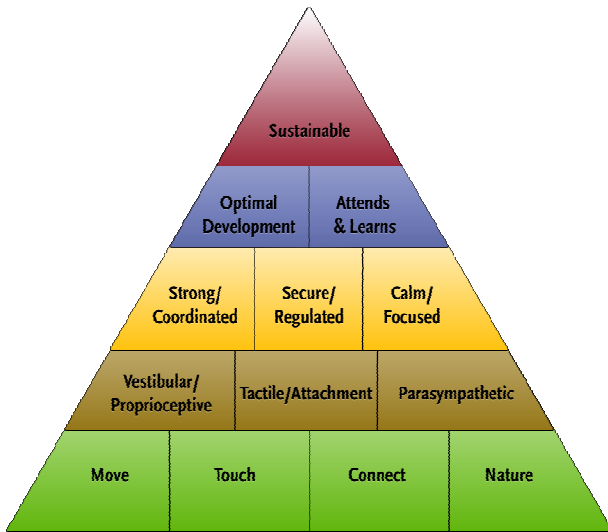 Sustainable
Optimal
Development
Attends
& Learns
Strong/
Coordinated
Secure/
Regulated
Calm/
Focused
Vestibular/
Proprioceptive
Tactile/Attachment
Parasympathetic
Move
Touch
Connect
Nature